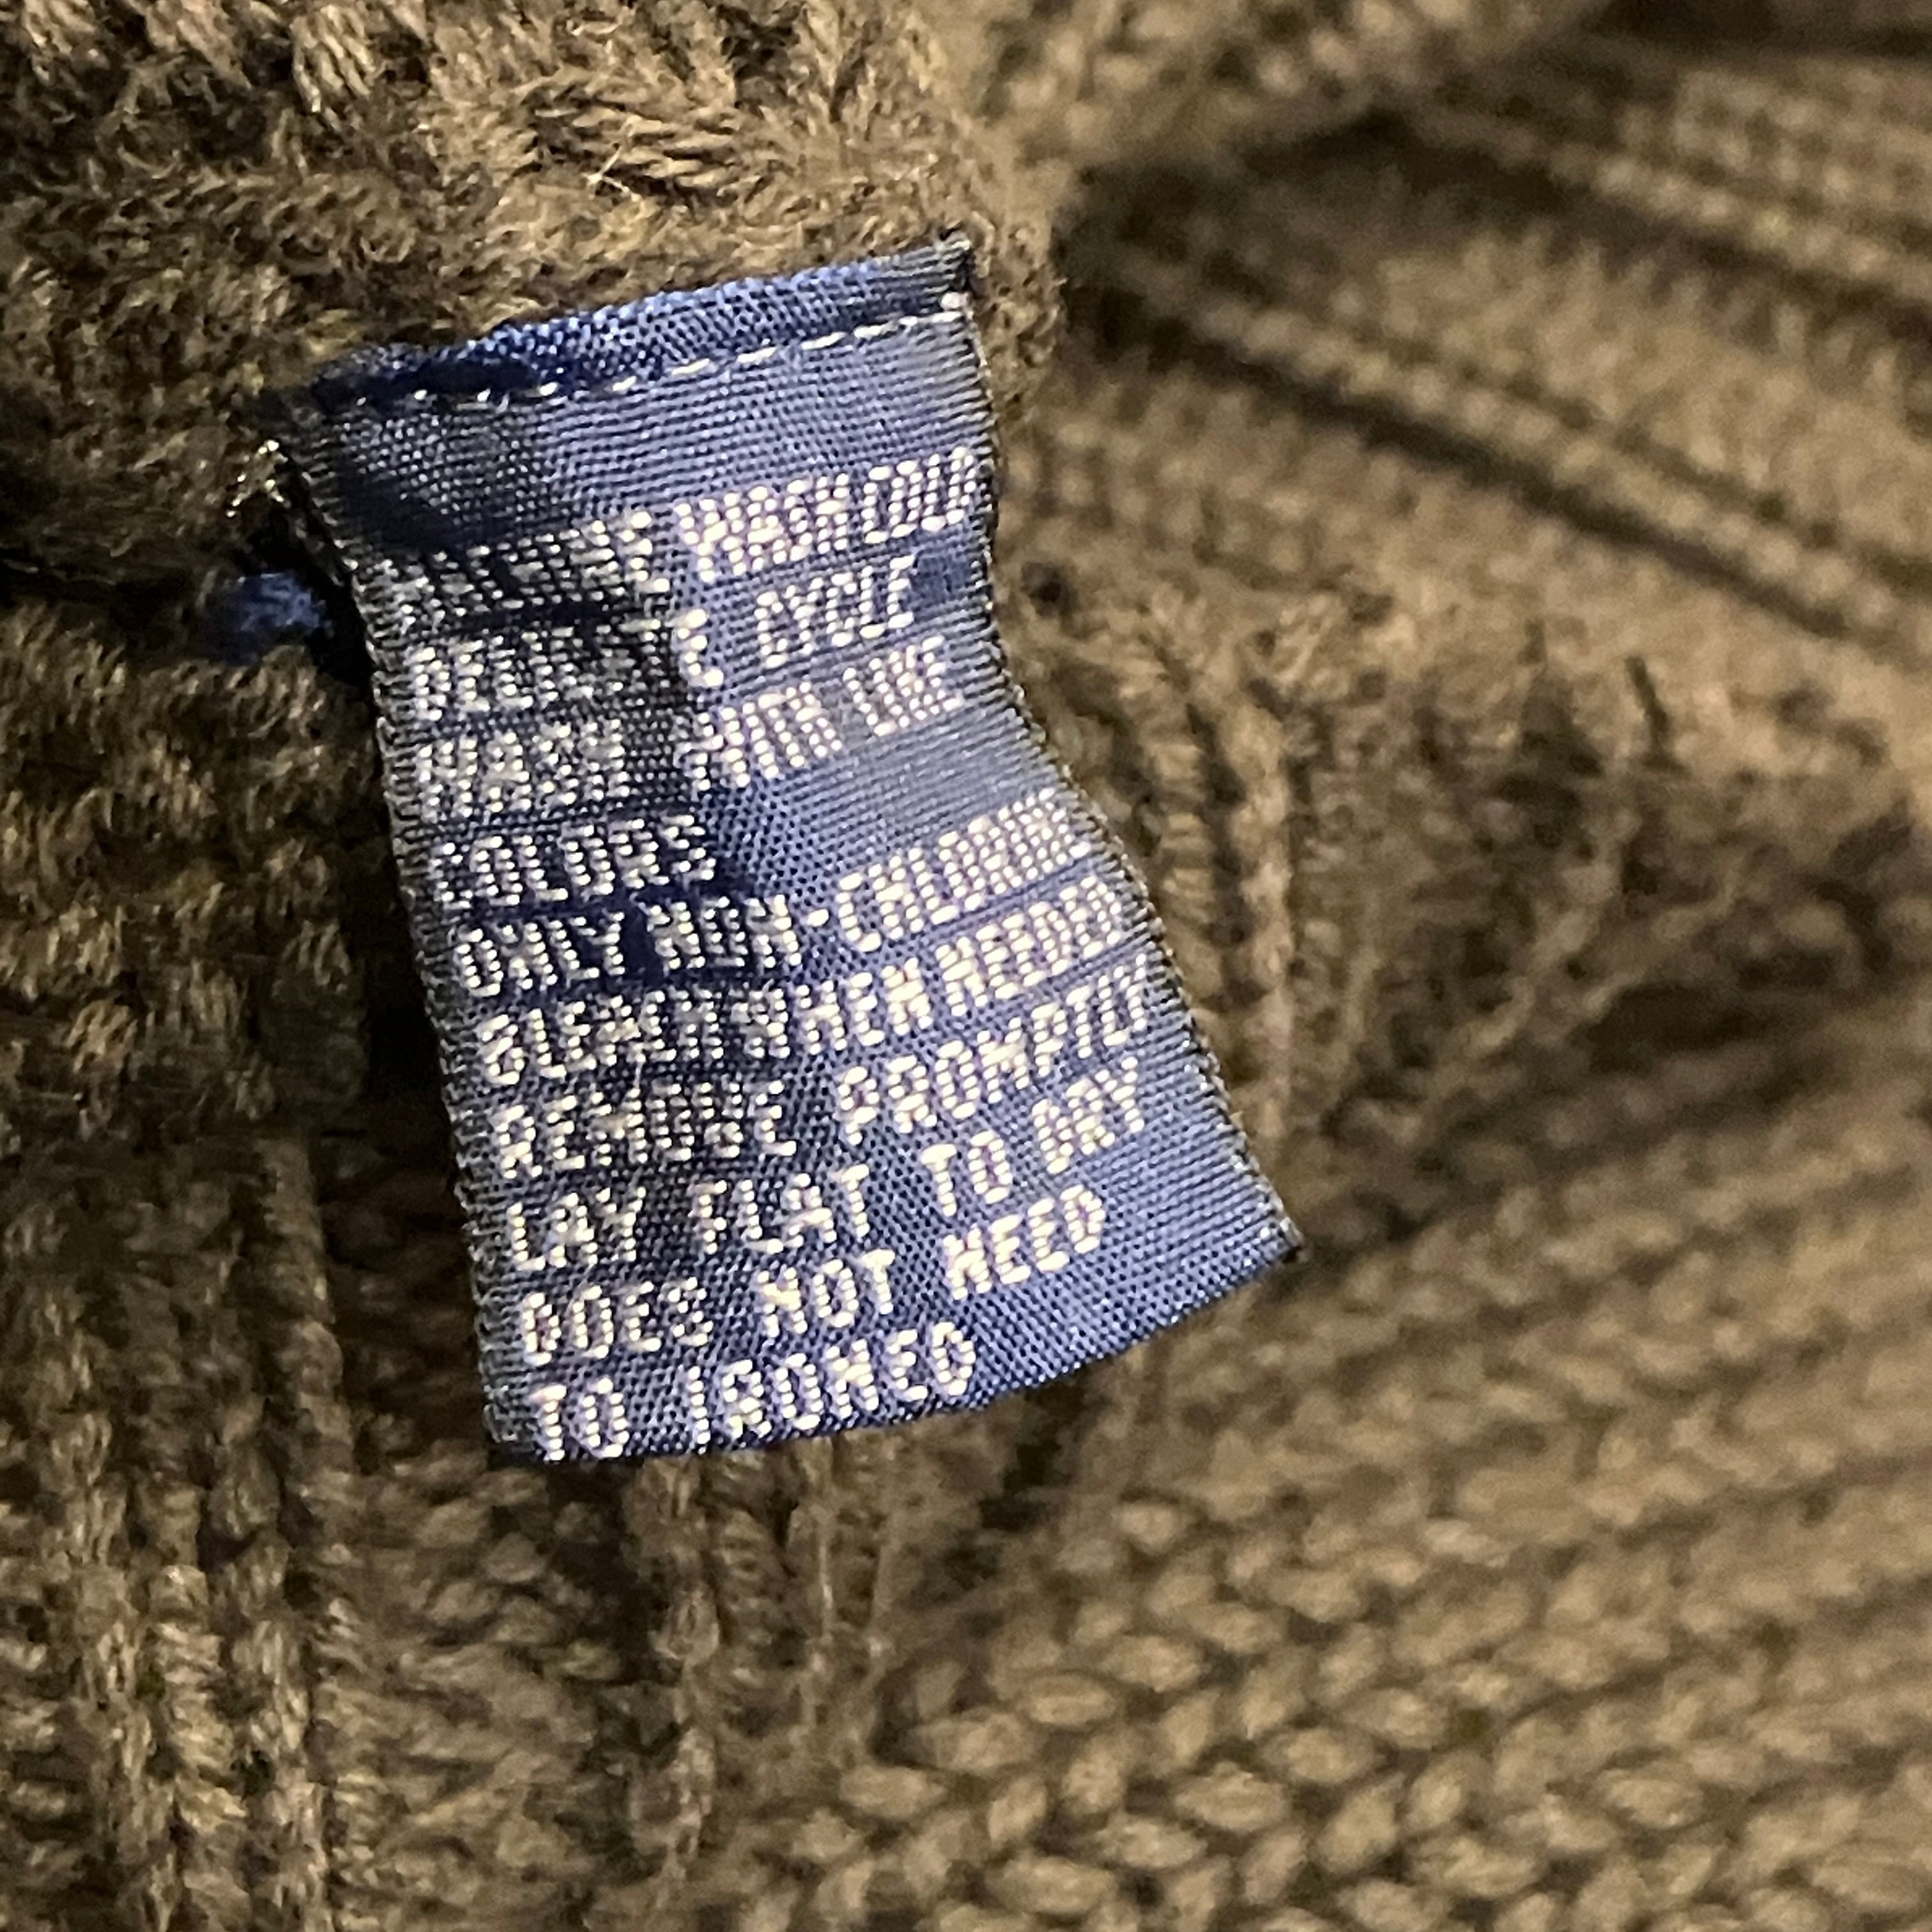 MACHINE WASH COLD
DELICATE CYCLE
WASH WITH LIKE
COLORS
ONLY NON-CHLORINE
BLEACH WHEN NEEDED
REMOVE PROMPTLY
LAY FLAT TO DRY
DOES NOT NEED
TO IRONED